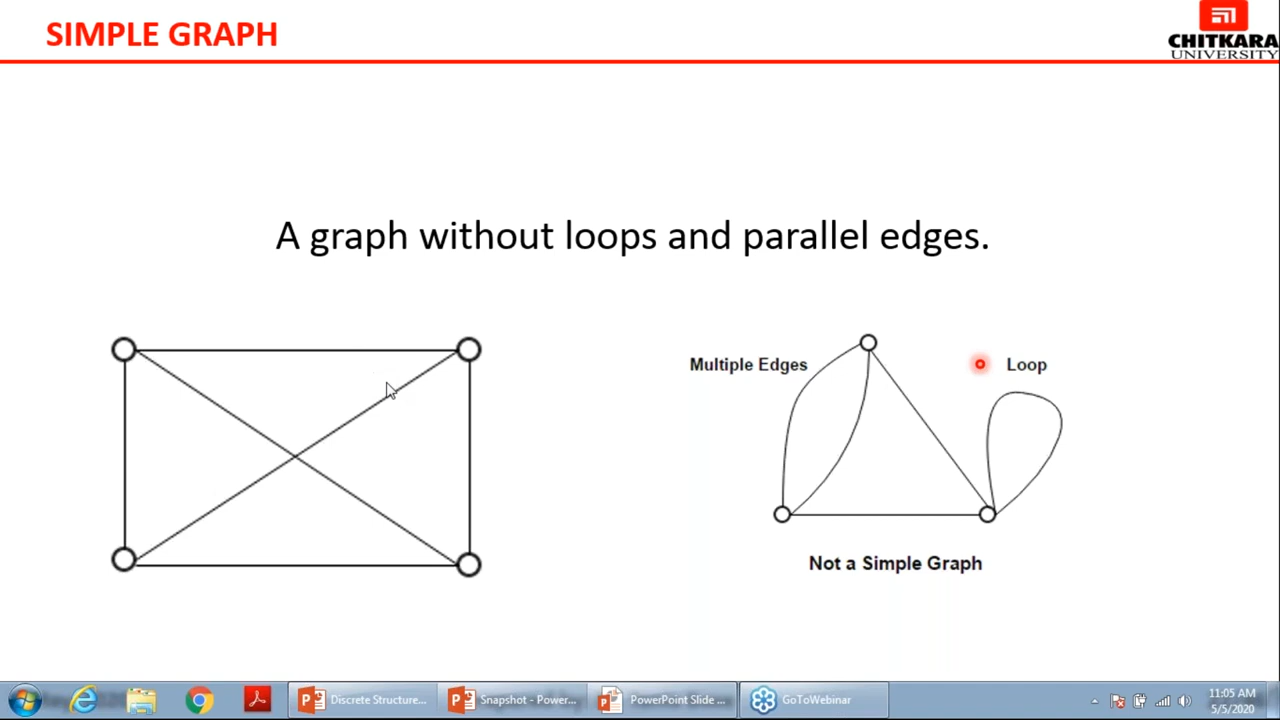 SIMPLE GRAPH
CHITKARA
UNIVERSITY
A graph without loops and parallel edges.
Multiple Edges
Loop
Not a Simple Graph
Discrete Structure...
Snapshot - Power...
PowerPoint Slide ...
GoToWebinar
11:05 AM
5/5/2020